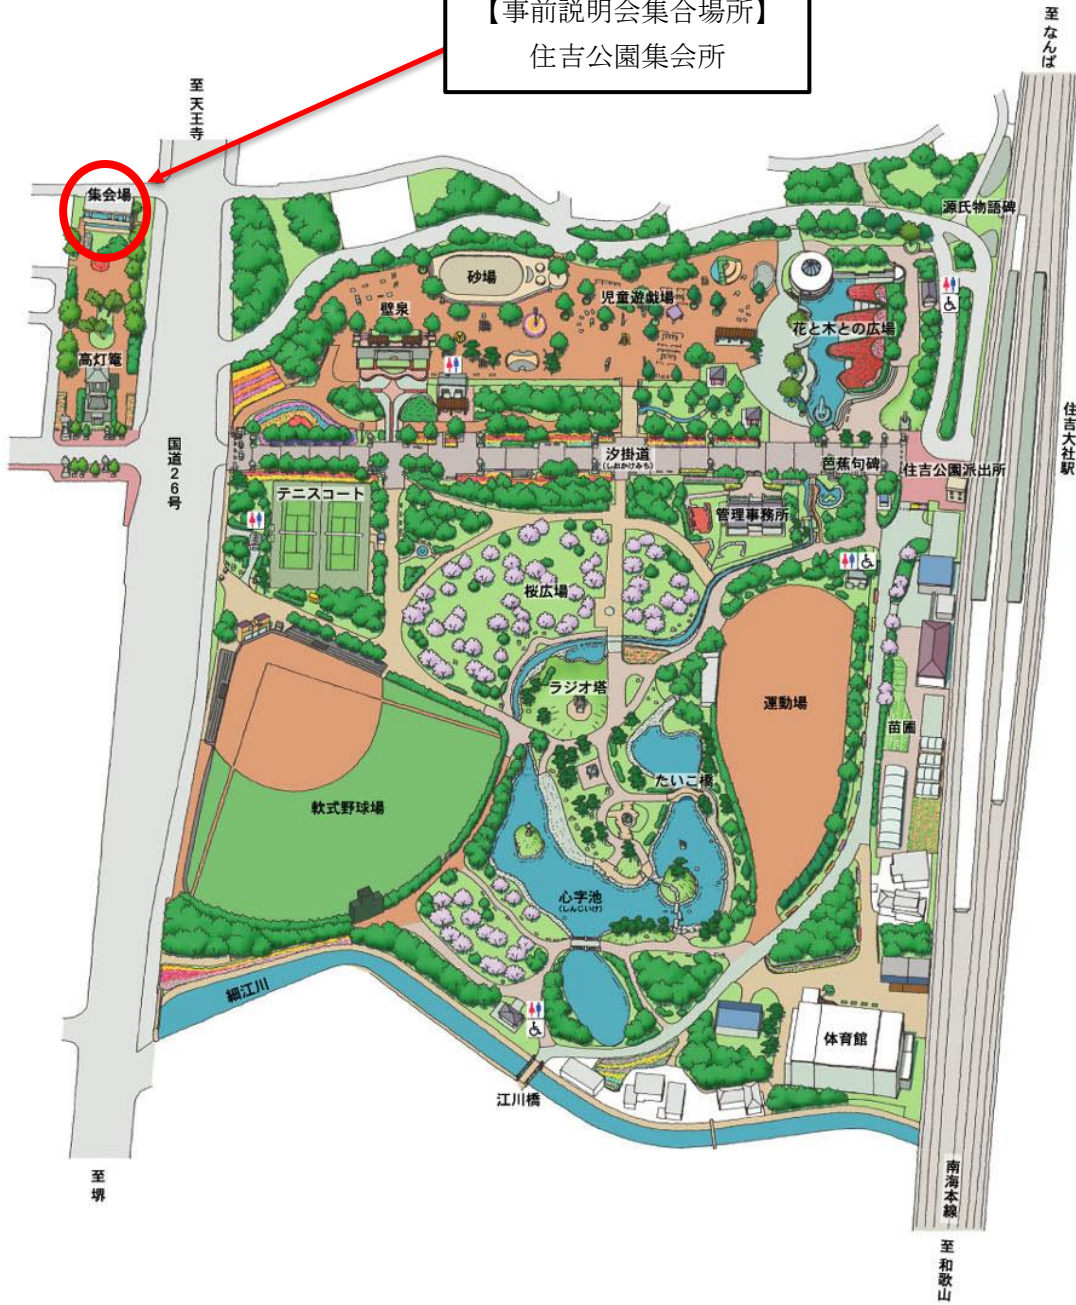 【事前説明会集合場所】
住吉公園集会所
至 なんば
至 天王寺
集会場
源氏物語碑
砂場
児童遊戯場
壁泉
花と木との広場
高灯篭
住吉大社駅
国道26号
汐掛道
(しおかけみち)
芭蕉句碑
住吉公園派出所
テニスコート
管理事務所
桜広場
ラジオ塔
運動場
苗圃
たいこ橋
軟式野球場
心字池
(しんじいけ)
細江川
体育館
江川橋
至 堺
南海本線
至 和歌山